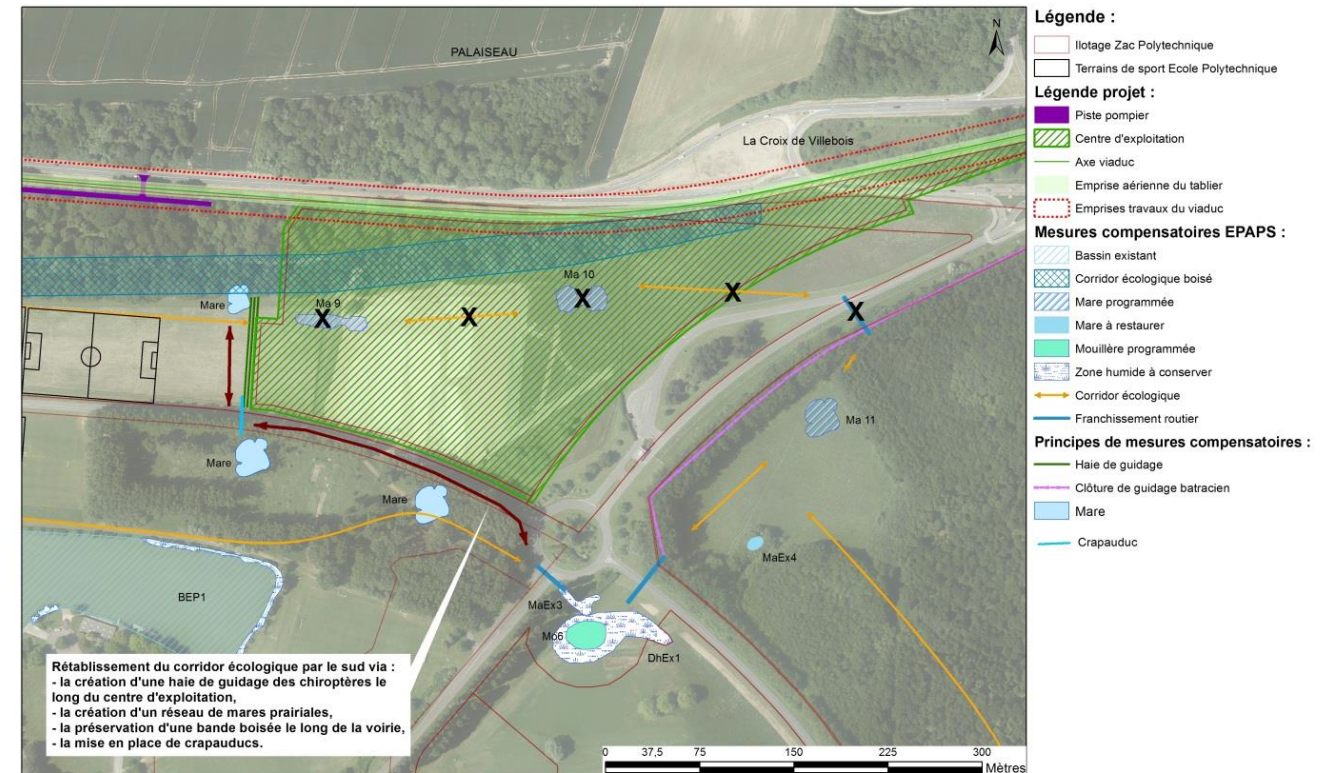 PALAISEAU
N
La Croix de Villebois
Ma 10
Mare
Ma 9
Ma 11
Mare
Mare
MaEx4
BEP1
MaEx3
Mo6
DhEx1
Rétablissement du corridor écologique par le sud via :
- la création d'une haie de guidage des chiroptères le
long du centre d'exploitation,
- la création d'un réseau de mares prairiales,
- la préservation d'une bande boisée le long de la voirie,
- la mise en place de crapauducs.
0 37,5 75 150 225 300
Mètres
Légende :
Ilotage Zac Polytechnique
Terrains de sport Ecole Polytechnique
Légende projet :
Piste pompier
Centre d'exploitation
Axe viaduc
Emprise aérienne du tablier
Emprises travaux du viaduc
Mesures compensatoires EPAPS :
Bassin existant
Corridor écologique boisé
Mare programmée
Mare à restaurer
Mouillère programmée
Zone humide à conserver
Corridor écologique
Franchissement routier
Principes de mesures compensatoires :
Haie de guidage
Clôture de guidage batracien
Mare
Crapauduc